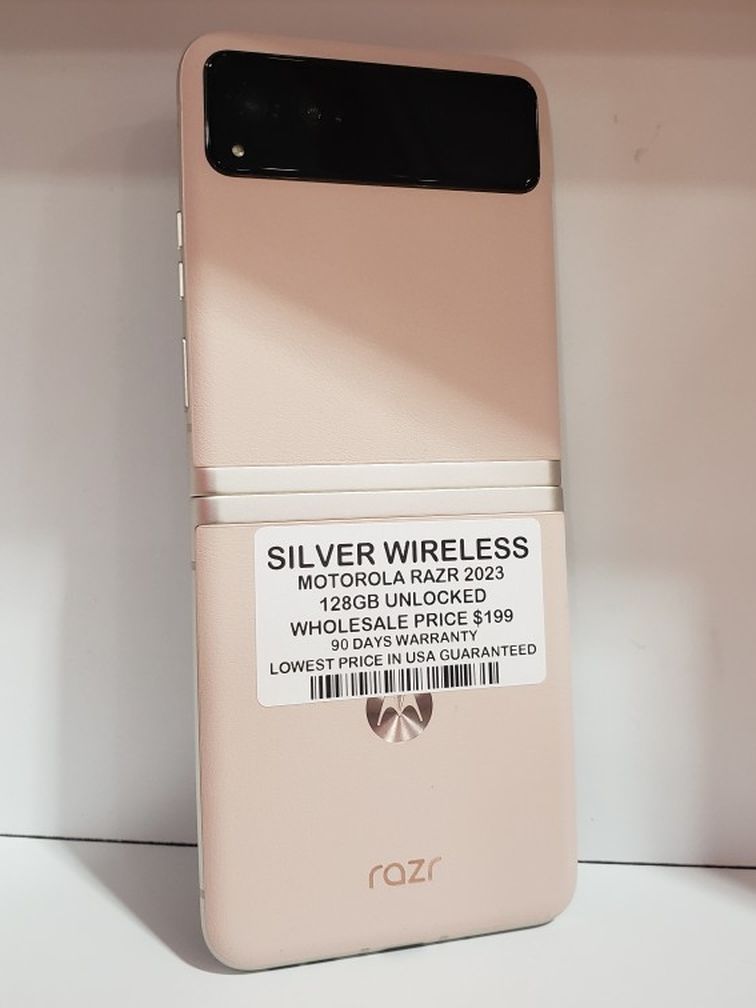 SILVER WIRELESS
MOTOROLA RAZR 2023
128GB UNLOCKED
WHOLESALE PRICE $199
90 DAYS WARRANTY
LOWEST PRICE IN USA GUARANTEED
razr